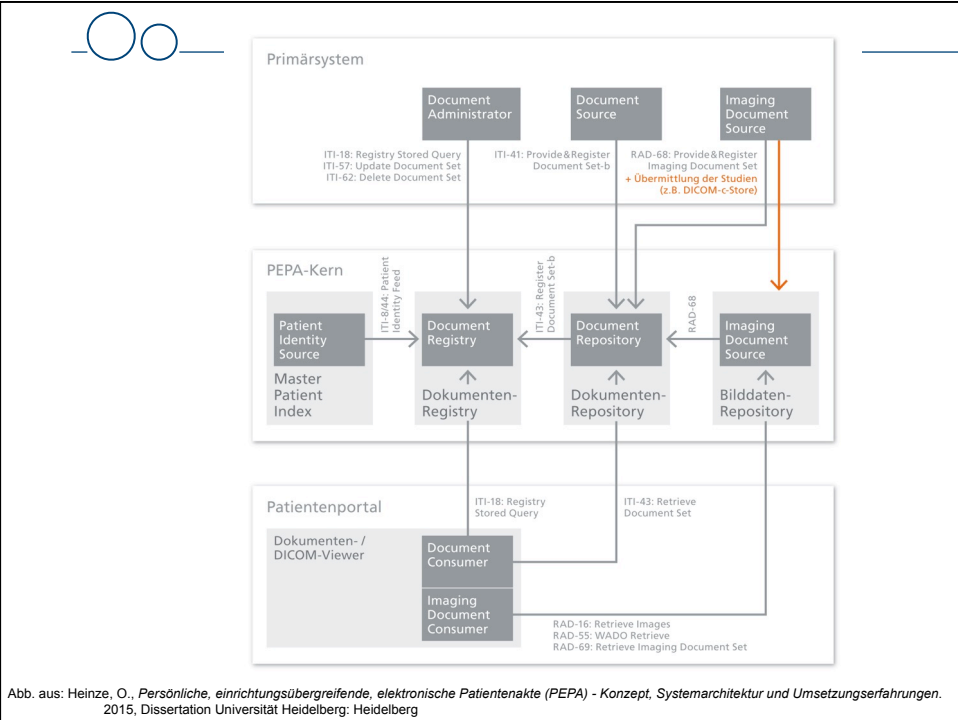 Primärsystem
Document
Administrator
Document
Source
Imaging
Document
Source
ITI-18: Registry Stored Query
ITI-57: Update Document Set
ITI-62: Delete Document Set
ITI-41: Provide&Register
Document Set-b
RAD-68: Provide&Register
Imaging Document Set
+ Übermittlung der Studien
(z.B. DICOM-c-Store)
PEPA-Kern
Patient
Identity
Source
Master
Patient
Index
ITI-8/44: Patient
Identity Feed
Document
Registry
Dokumenten-
Registry
ITI-43: Register
Document Set-b
Document
Repository
Dokumenten-
Repository
RAD-68
Imaging
Document
Source
Bilddaten-
Repository
Patientenportal
ITI-18: Registry
Stored Query
ITI-43: Retrieve
Document Set
Dokumenten- /
DICOM-Viewer
Document
Consumer
Imaging
Document
Consumer
RAD-16: Retrieve Images
RAD-55: WADO Retrieve
RAD-69: Retrieve Imaging Document Set
Abb. aus: Heinze, O., Persönliche, einrichtungsübergreifende, elektronische Patientenakte (PEPA) - Konzept, Systemarchitektur und Umsetzungserfahrungen.
2015, Dissertation Universität Heidelberg: Heidelberg